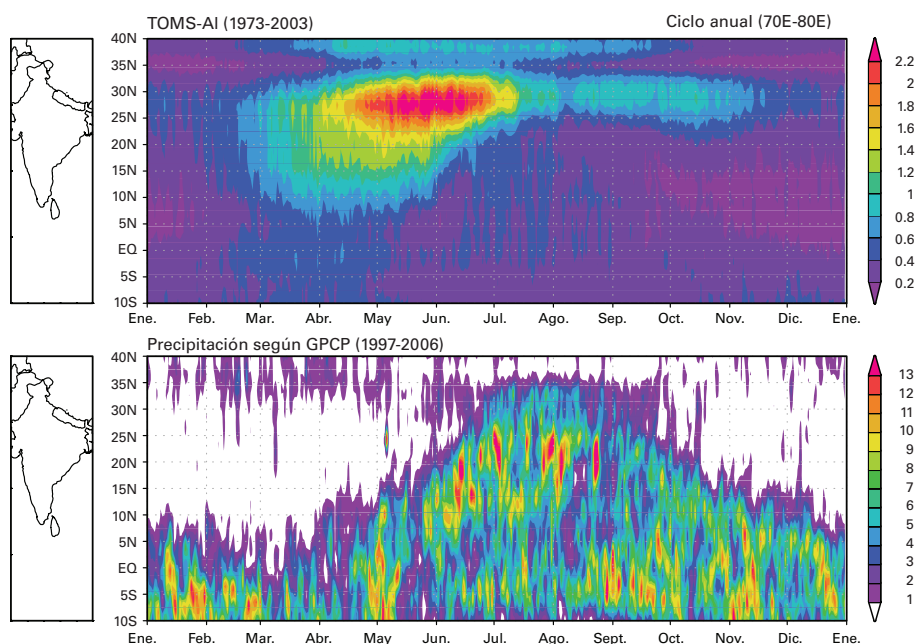 TOMS-AI (1973-2003)
Ciclo anual (70E-80E)
40N
35N
30N
25N
20N
15N
10N
5N
EQ
5S
10S
Ene. Feb. Mar. Abr. May Jun. Jul. Ago. Sep. Oct. Nov. Dic. Ene.
2.2
2
1.8
1.6
1.4
1.2
1
0.8
0.6
0.4
0.2
Precipitación según GPCP (1997-2006)
40N
35N
30N
25N
20N
15N
10N
5N
EQ
5S
10S
Ene. Feb. Mar. Abr. May Jun. Jul. Ago. Sept. Oct. Nov. Dic. Ene.
13
12
11
10
9
8
7
6
5
4
3
2
1